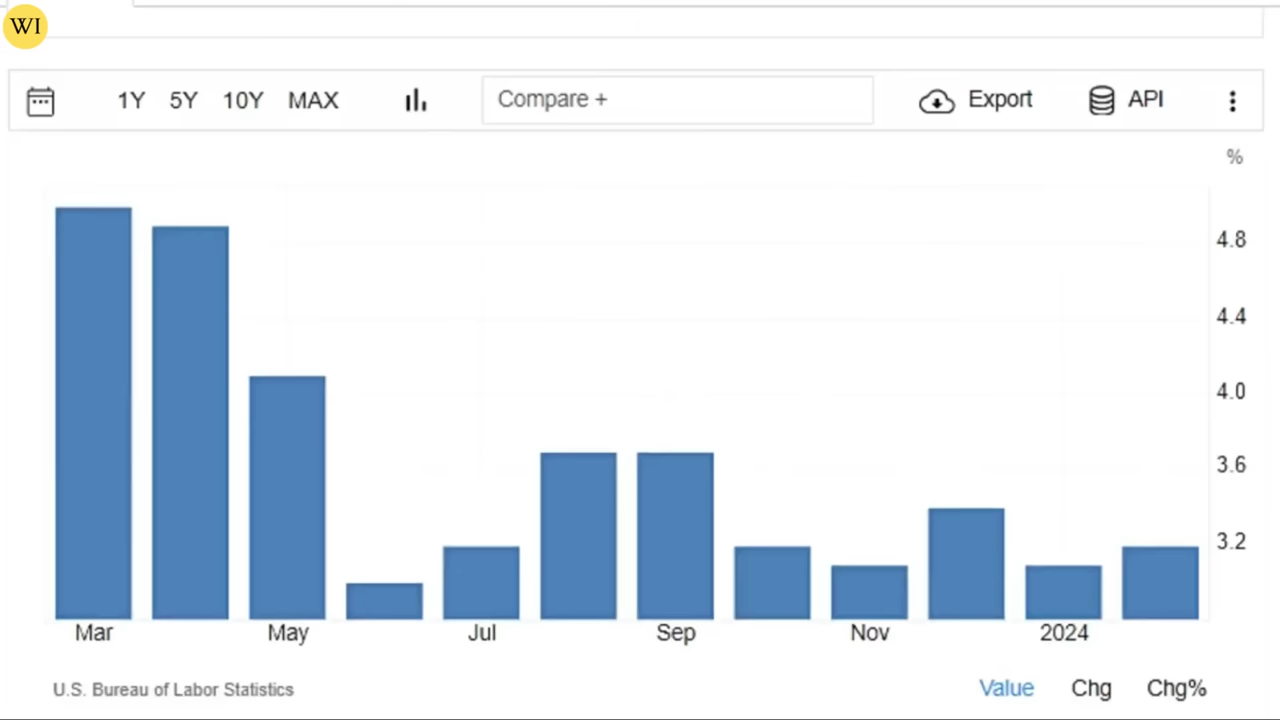 WI
1Y 5Y 10Y MAX Compare + Export API
%
4.8
4.4
4.0
3.6
3.2
Mar May Jul Sep Nov 2024
U.S. Bureau of Labor Statistics Value Chg Chg%